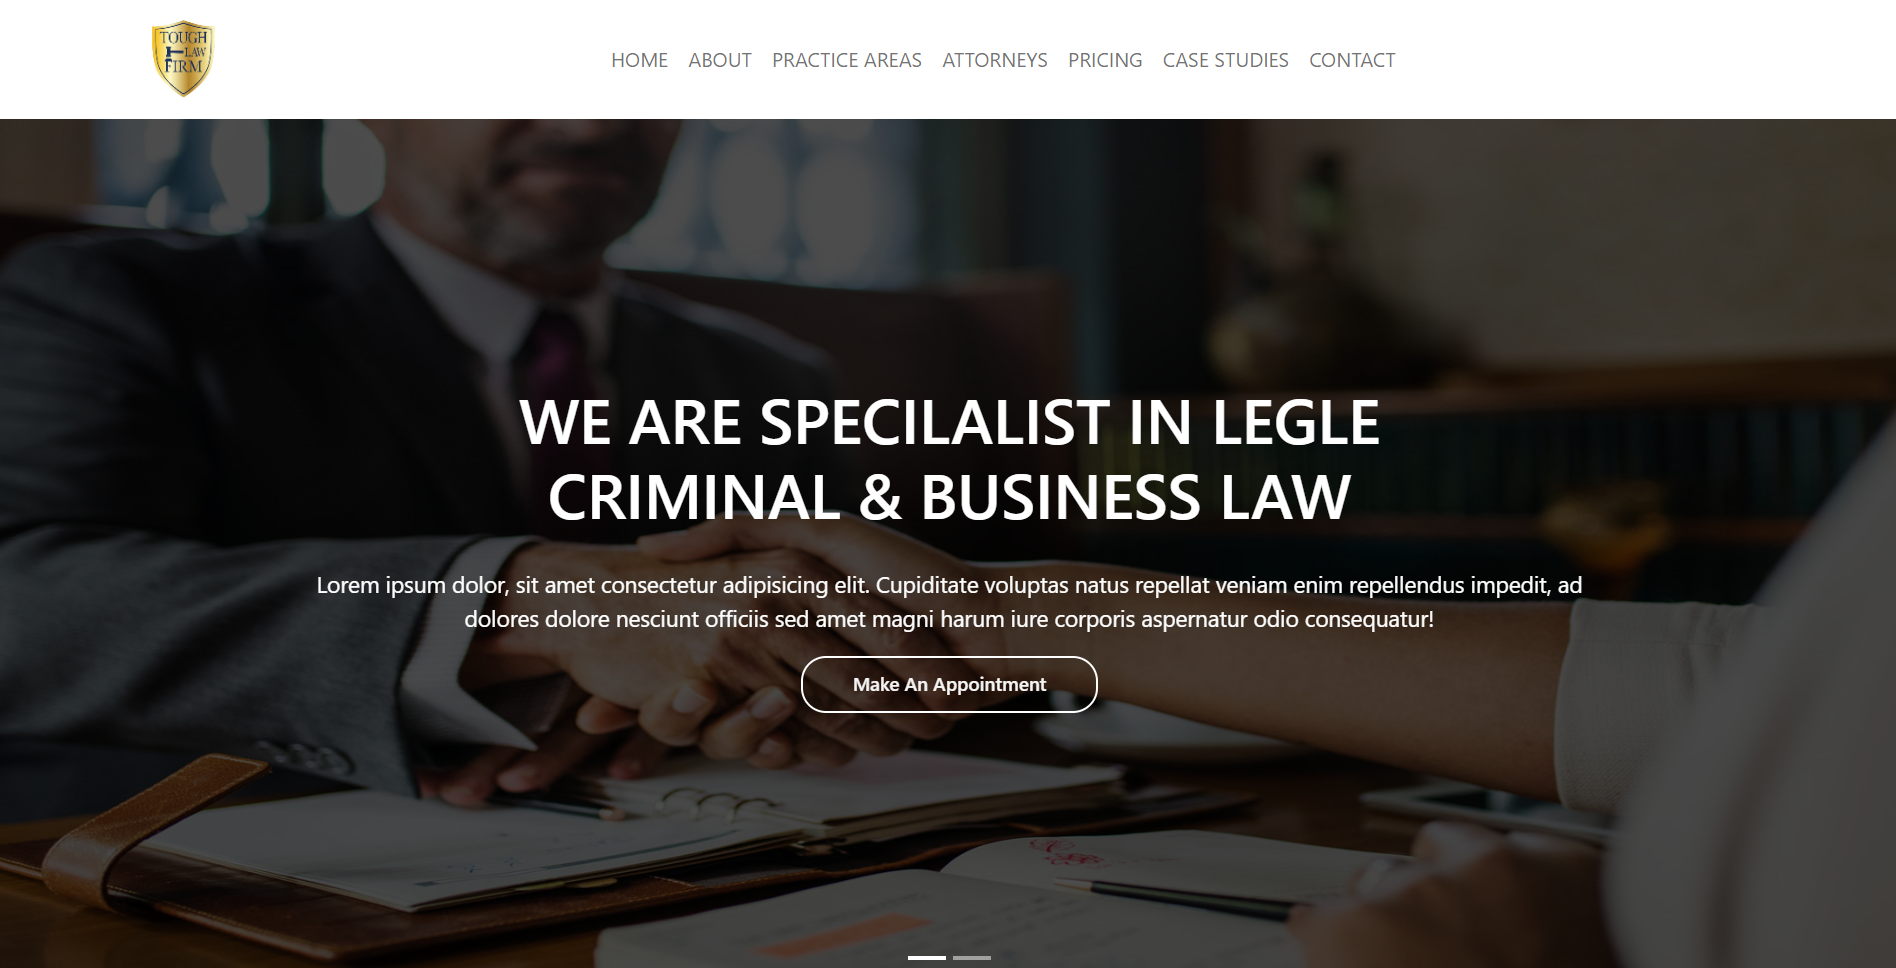 TOUGH
LAW
FIRM
HOME ABOUT PRACTICE AREAS ATTORNEYS PRICING CASE STUDIES CONTACT
WE ARE SPECILALIST IN LEGLE
CRIMINAL & BUSINESS LAW
Lorem ipsum dolor, sit amet consectetur adipisicing elit. Cupiditate voluptas natus repellat veniam enim repellendus impedit, ad
dolores dolore nesciunt officiis sed amet magni harum iure corporis aspernatur odio consequatur!
Make An Appointment